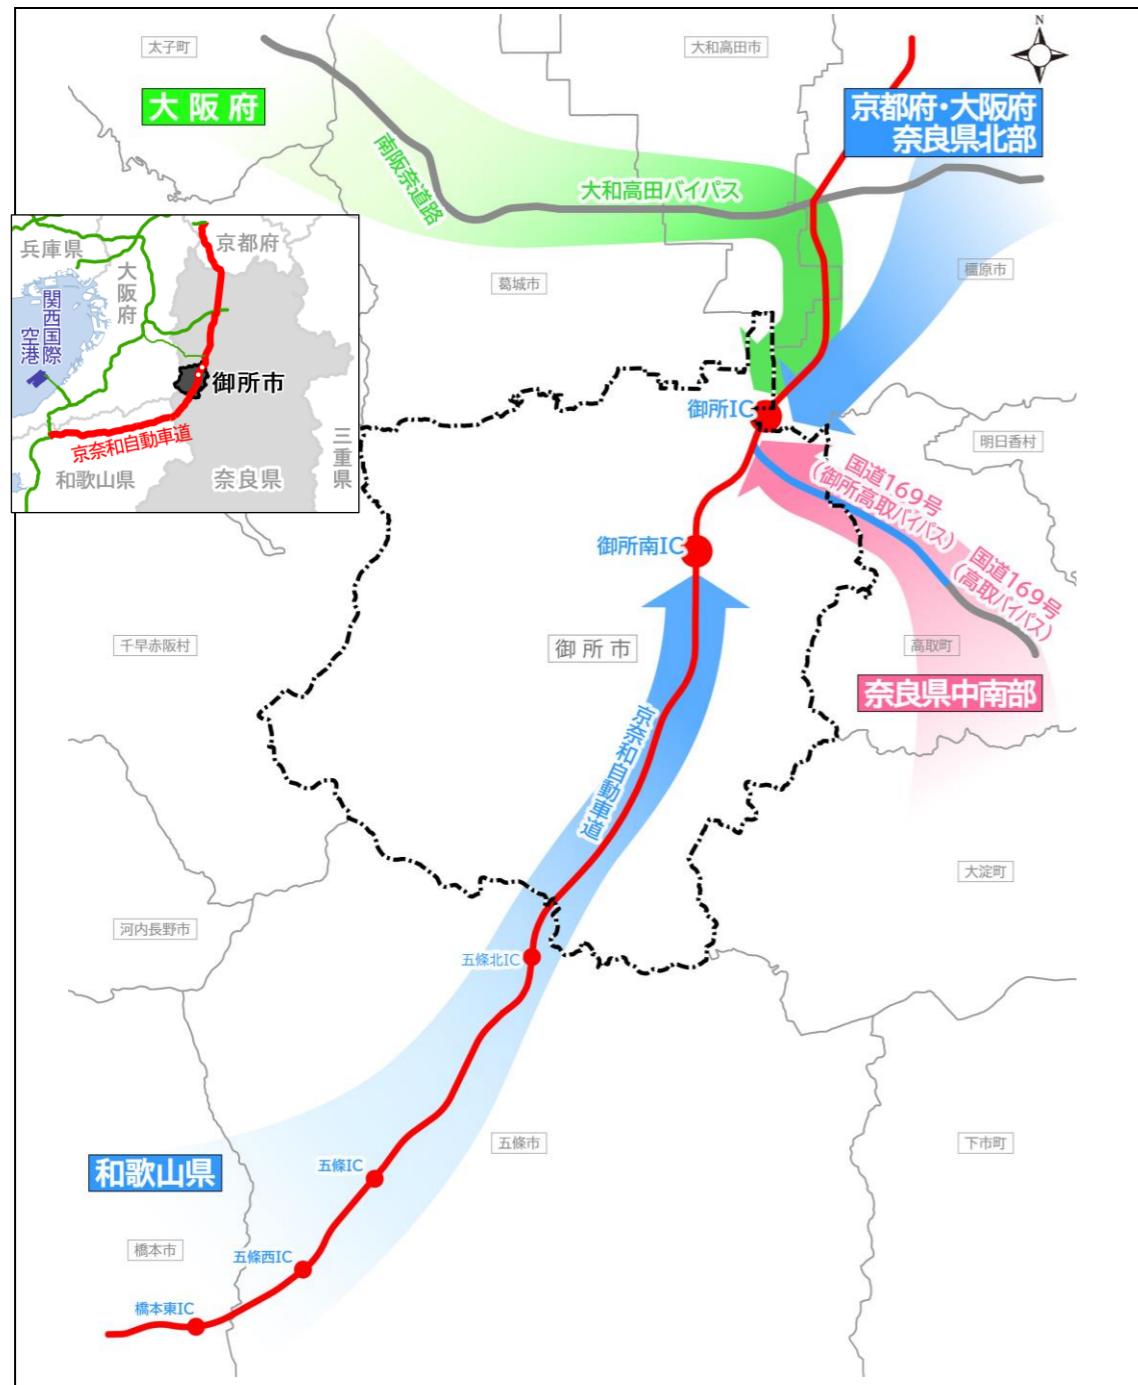 N
太子町
大和高田市
大阪府
京都府・大阪府
奈良県北部
南阪奈道路
大和高田バイパス
葛城市
橿原市
兵庫県
京都府
大阪府
関西国際
空港
御所市
京奈和自動車道
和歌山県
奈良県
三重県
御所IC
明日香村
国道169号
(御所高取バイパス)
国道169号
(高取バイパス)
御所南IC
千早赤阪村
御所市
高取町
奈良県中南部
京奈和自動車道
大淀町
河内長野市
五條北IC
五條市
下市町
和歌山県
五條IC
橋本市
五條西IC
橋本東IC